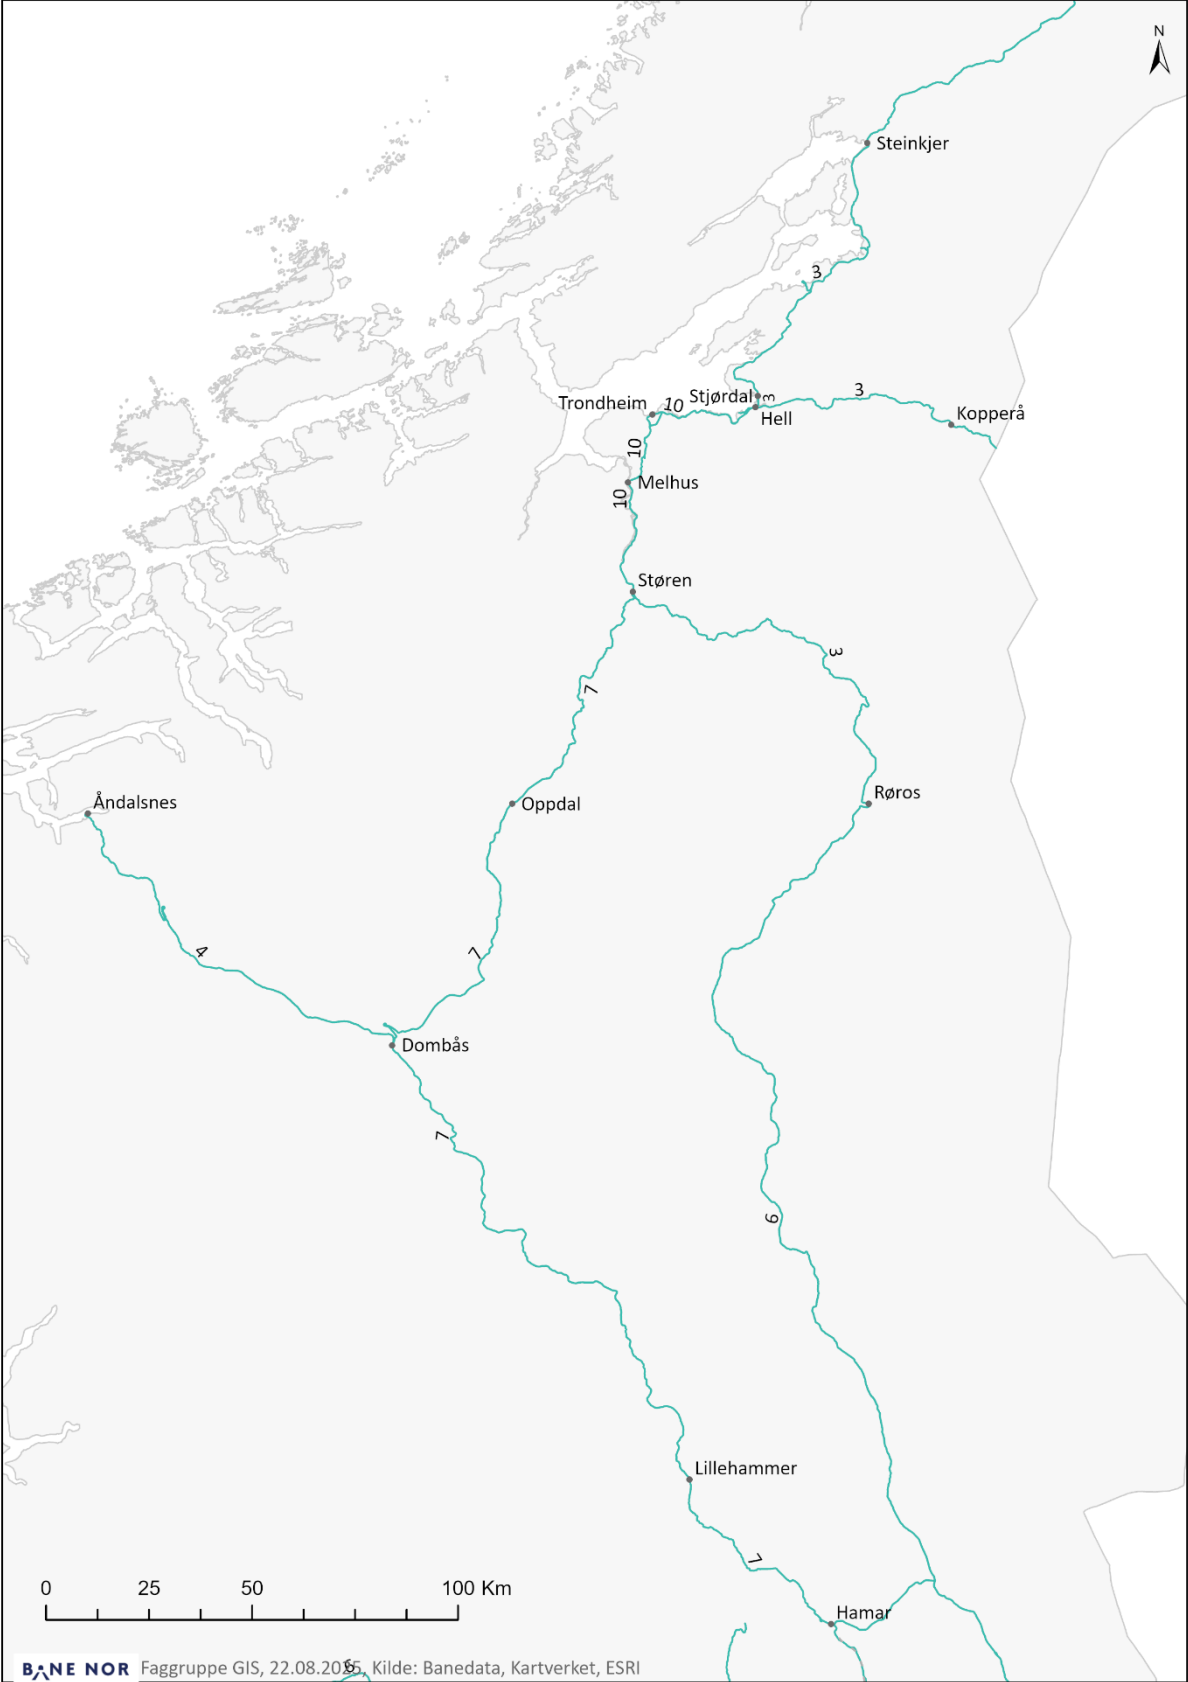 N
Steinkjer
3
3
Stjørdal
3
Trondheim
10
Hell
Kopperå
10
Melhus
10
Støren
3
7
Røros
Åndalsnes
Oppdal
4
7
Dombås
7
6
Lillehammer
7
0 25 50 100 Km
Hamar
6
BANE NOR Faggruppe GIS, 22.08.2025, Kilde: Banedata, Kartverket, ESRI